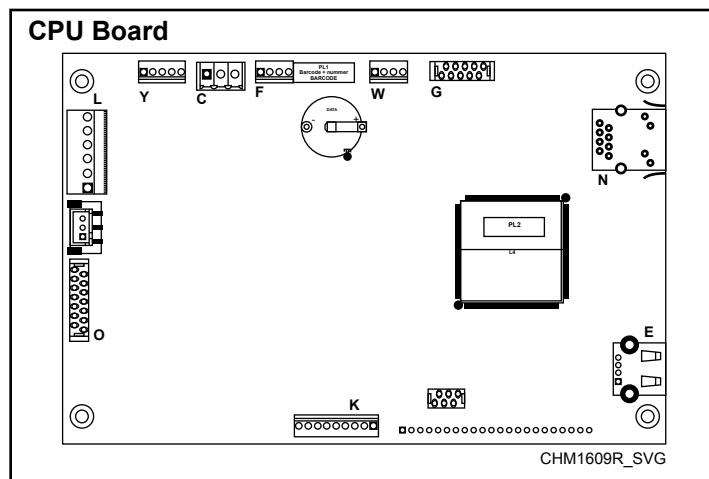 CPU Board
PL1
Barcode + nummer
BARCODE
L
Y
C
F
W
G
DATA
- +
N
PL2
L4
O
E
K
CHM1609R_SVG